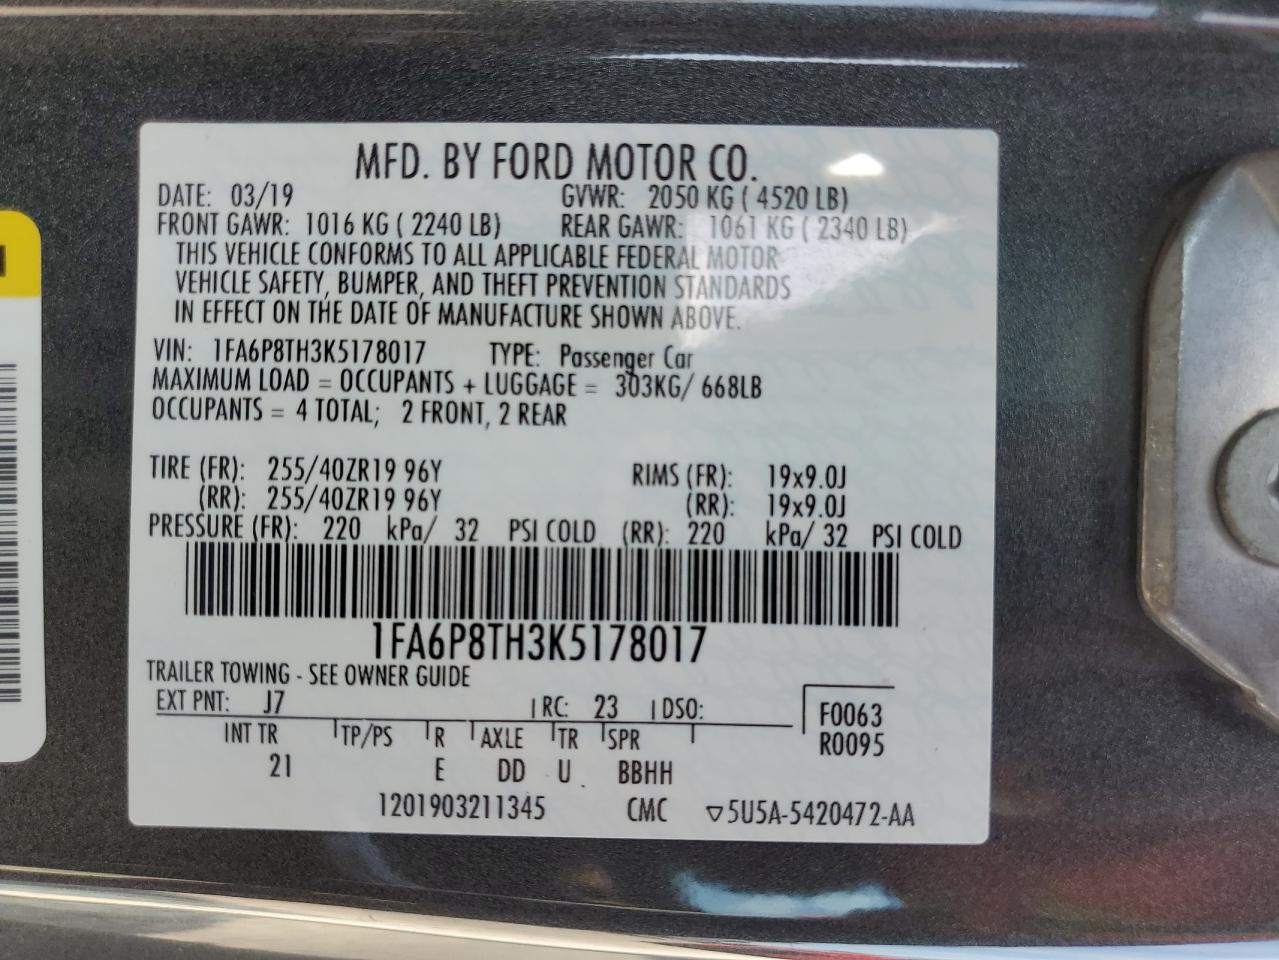 MFD. BY FORD MOTOR CO.
DATE: 03/19 GVWR: 2050 KG ( 4520 LB)
FRONT GAWR: 1016 KG ( 2240 LB) REAR GAWR: 1061 KG ( 2340 LB)
THIS VEHICLE CONFORMS TO ALL APPLICABLE FEDERAL MOTOR
VEHICLE SAFETY, BUMPER, AND THEFT PREVENTION STANDARDS
IN EFFECT ON THE DATE OF MANUFACTURE SHOWN ABOVE.
VIN: 1FA6P8TH3K5178017 TYPE: Passenger Car
MAXIMUM LOAD = OCCUPANTS + LUGGAGE = 303KG/ 668LB
OCCUPANTS = 4 TOTAL; 2 FRONT, 2 REAR
TIRE (FR): 255/40ZR19 96Y RIMS (FR): 19x9.0J
(RR): 255/40ZR19 96Y (RR): 19x9.0J
PRESSURE (FR): 220 kPa/ 32 PSI COLD (RR): 220 kPa/ 32 PSI COLD
1FA6P8TH3K5178017
TRAILER TOWING - SEE OWNER GUIDE
EXT PNT: J7 RC: 23 DSO: F0063
INT TR TP/PS R AXLE TR SPR R0095
21 E DD U BBHH
1201903211345 CMC ▽5U5A-5420472-AA